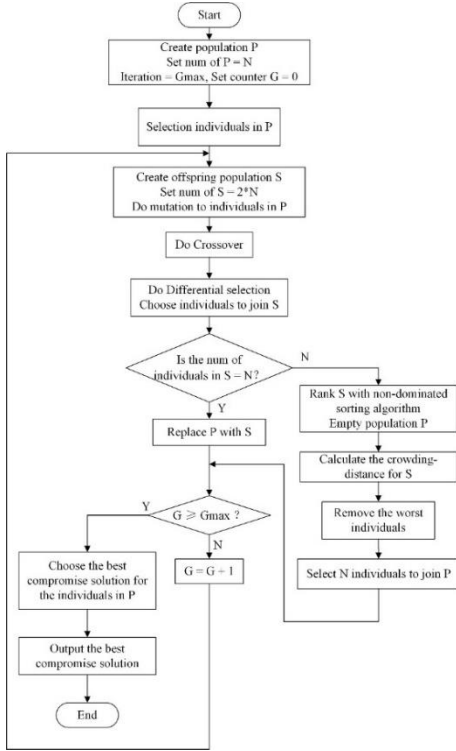 Start
Create population P
Set num of P = N
Iteration = Gmax, Set counter G = 0
Selection individuals in P
Create offspring population S
Set num of S = 2*N
Do mutation to individuals in P
Do Crossover
Do Differential selection
Choose individuals to join S
Is the num of
individuals in S = N?
N
Y
Rank S with non-dominated
sorting algorithm
Empty population P
Replace P with S
Calculate the crowding-
distance for S
Remove the worst
individuals
Select N individuals to join P
G ≥ Gmax ?
Y
N
Choose the best
compromise solution for
the individuals in P
G = G + 1
Output the best
compromise solution
End